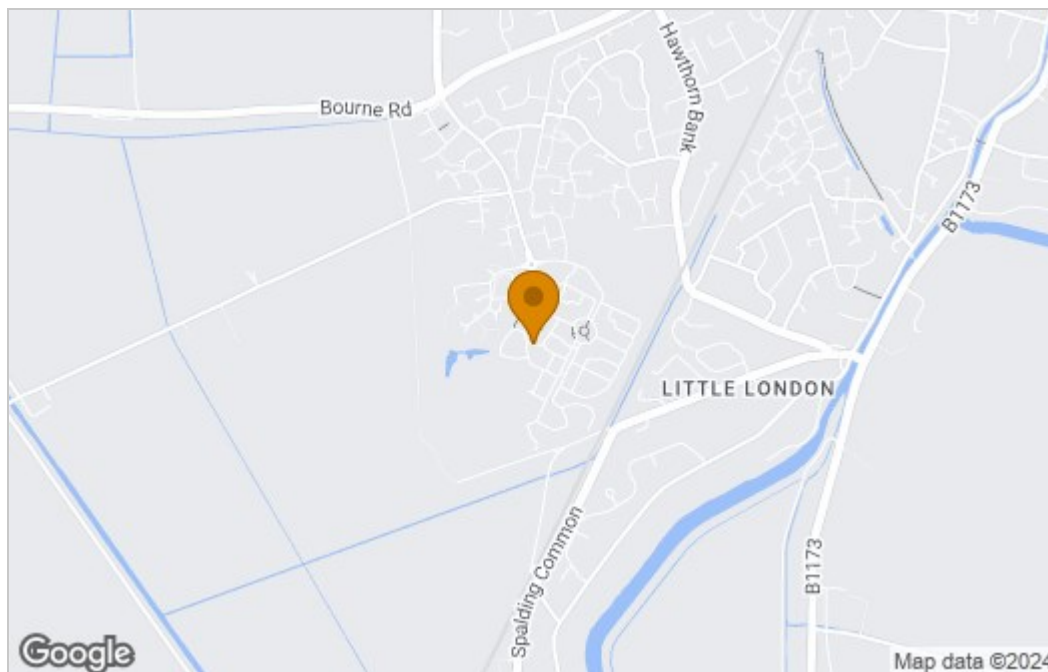 Bourne Rd
Hawthorn Bank
B1173
LITTLE LONDON
Spalding Common
B1173
Google
Map data ©2024